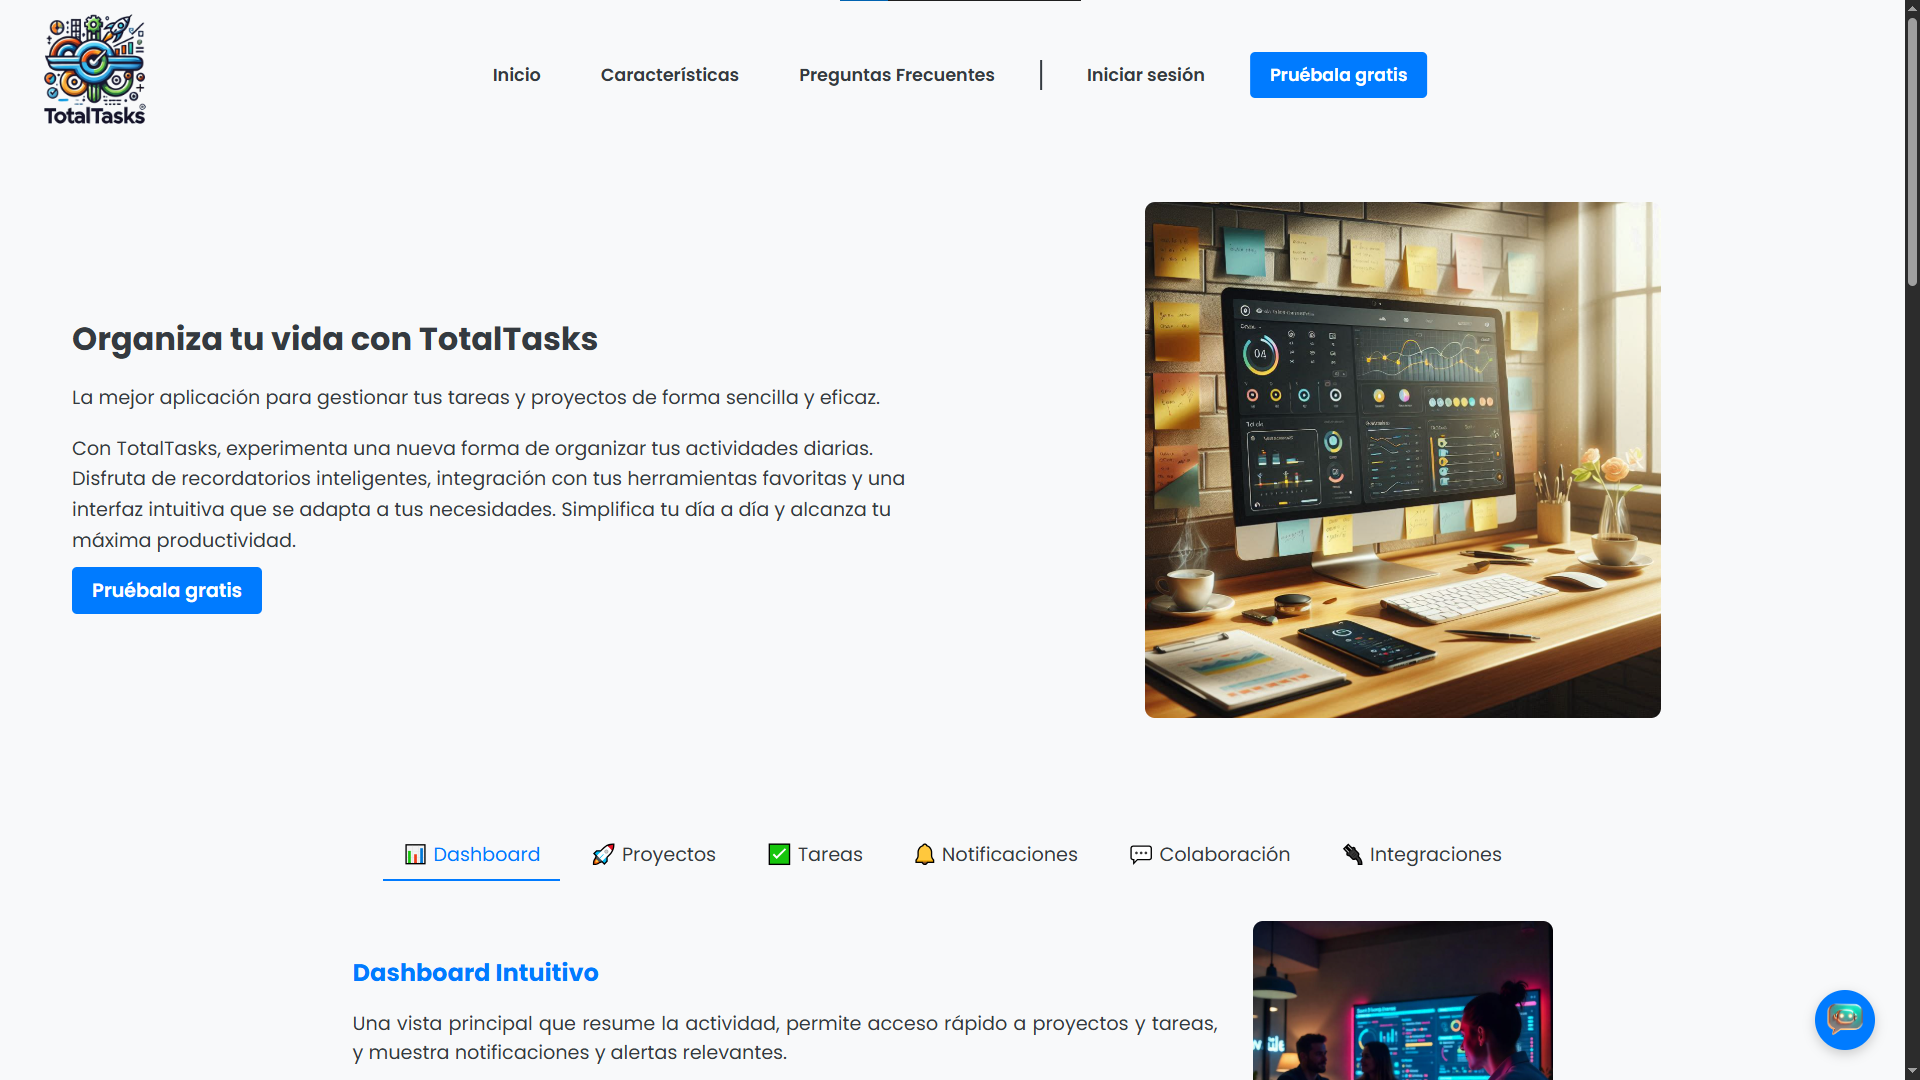 TotalTasks
Inicio
Características
Preguntas Frecuentes
Iniciar sesión
Pruébala gratis
Organiza tu vida con TotalTasks
La mejor aplicación para gestionar tus tareas y proyectos de forma sencilla y eficaz.
Con TotalTasks, experimenta una nueva forma de organizar tus actividades diarias.
Disfruta de recordatorios inteligentes, integración con tus herramientas favoritas y una
interfaz intuitiva que se adapta a tus necesidades. Simplifica tu día a día y alcanza tu
máxima productividad.
Pruébala gratis
04
Dashboard
Proyectos
Tareas
Notificaciones
Colaboración
Integraciones
Dashboard Intuitivo
Una vista principal que resume la actividad, permite acceso rápido a proyectos y tareas,
y muestra notificaciones y alertas relevantes.